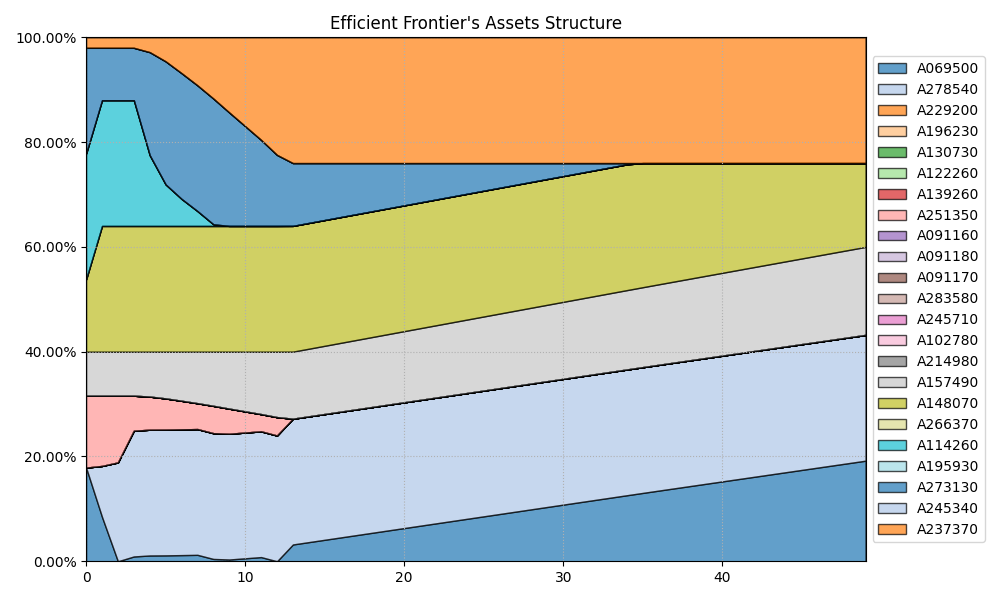 Efficient Frontier's Assets Structure
100.00%
80.00%
60.00%
40.00%
20.00%
0.00%
0
10
20
30
40
A069500
A278540
A229200
A196230
A130730
A122260
A139260
A251350
A091160
A091180
A091170
A283580
A245710
A102780
A214980
A157490
A148070
A266370
A114260
A195930
A273130
A245340
A237370